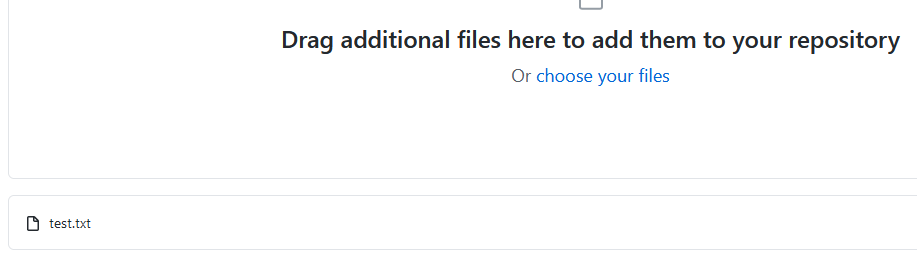 Drag additional files here to add them to your repository
Or choose your files
test.txt